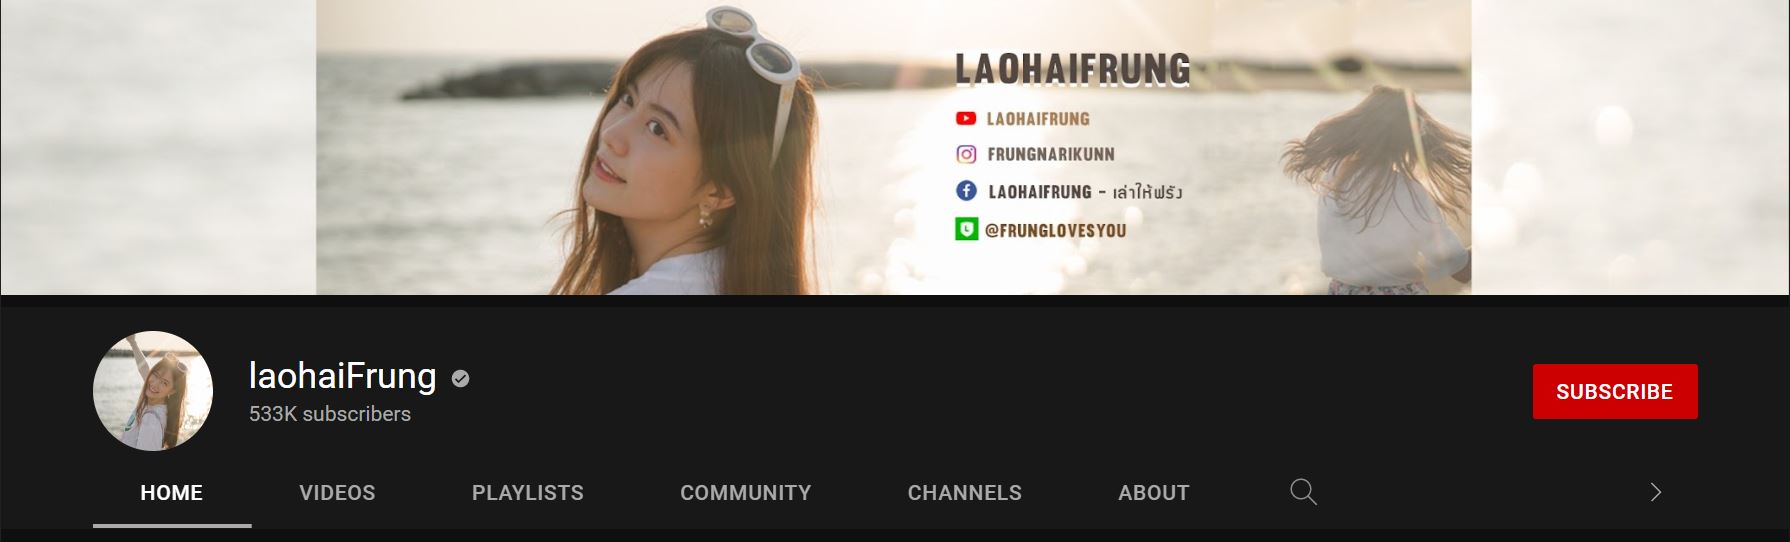 LAOHAIFRUNG
LAOHAIFRUNG
FRUNGNARIKUNN
LAOHAIFRUNG - เล่าให้ฟรัง
@FRUNGLOVESYOU
laohaiFrung
533K subscribers
SUBSCRIBE
HOME VIDEOS PLAYLISTS COMMUNITY CHANNELS ABOUT